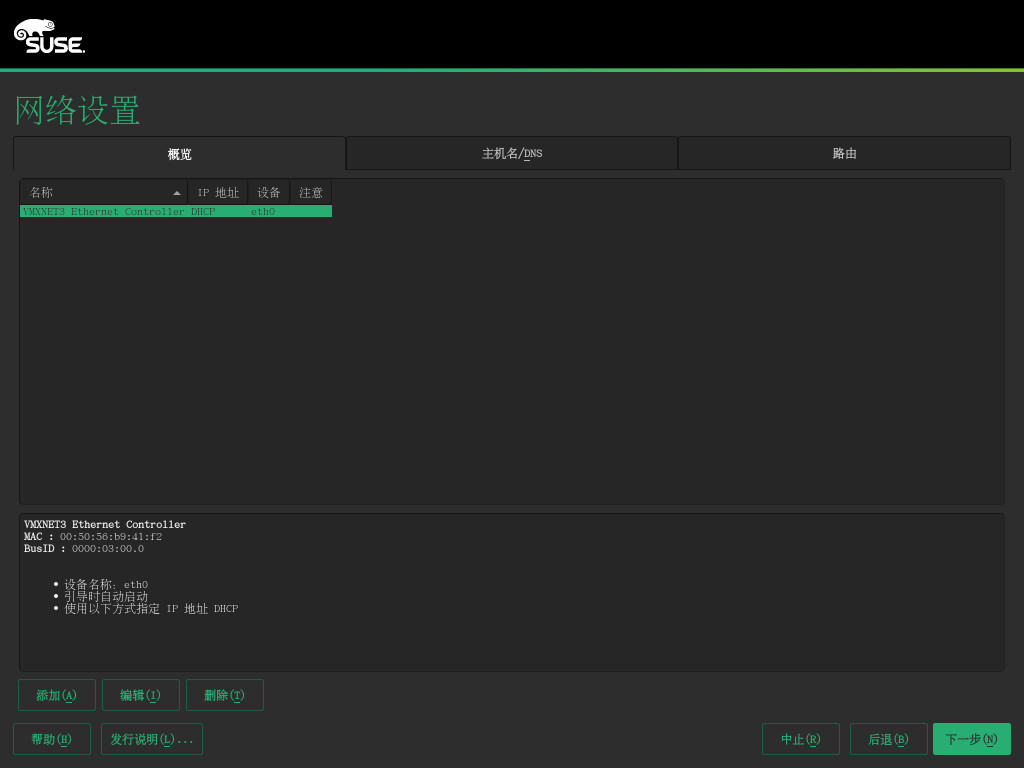 SUSE.
网络设置
概览 主机名/DNS 路由
名称 IP 地址 设备 注意
VMXNET3 Ethernet Controller DHCP eth0
VMXNET3 Ethernet Controller
MAC : 00:50:56:b9:41:f2
BusID : 0000:03:00.0
• 设备名称: eth0
• 引导时自动启动
• 使用以下方式指定 IP 地址 DHCP
添加(A) 编辑(I) 删除(T)
帮助(H) 发行说明(L)... 中止(R) 后退(B) 下一步(N)